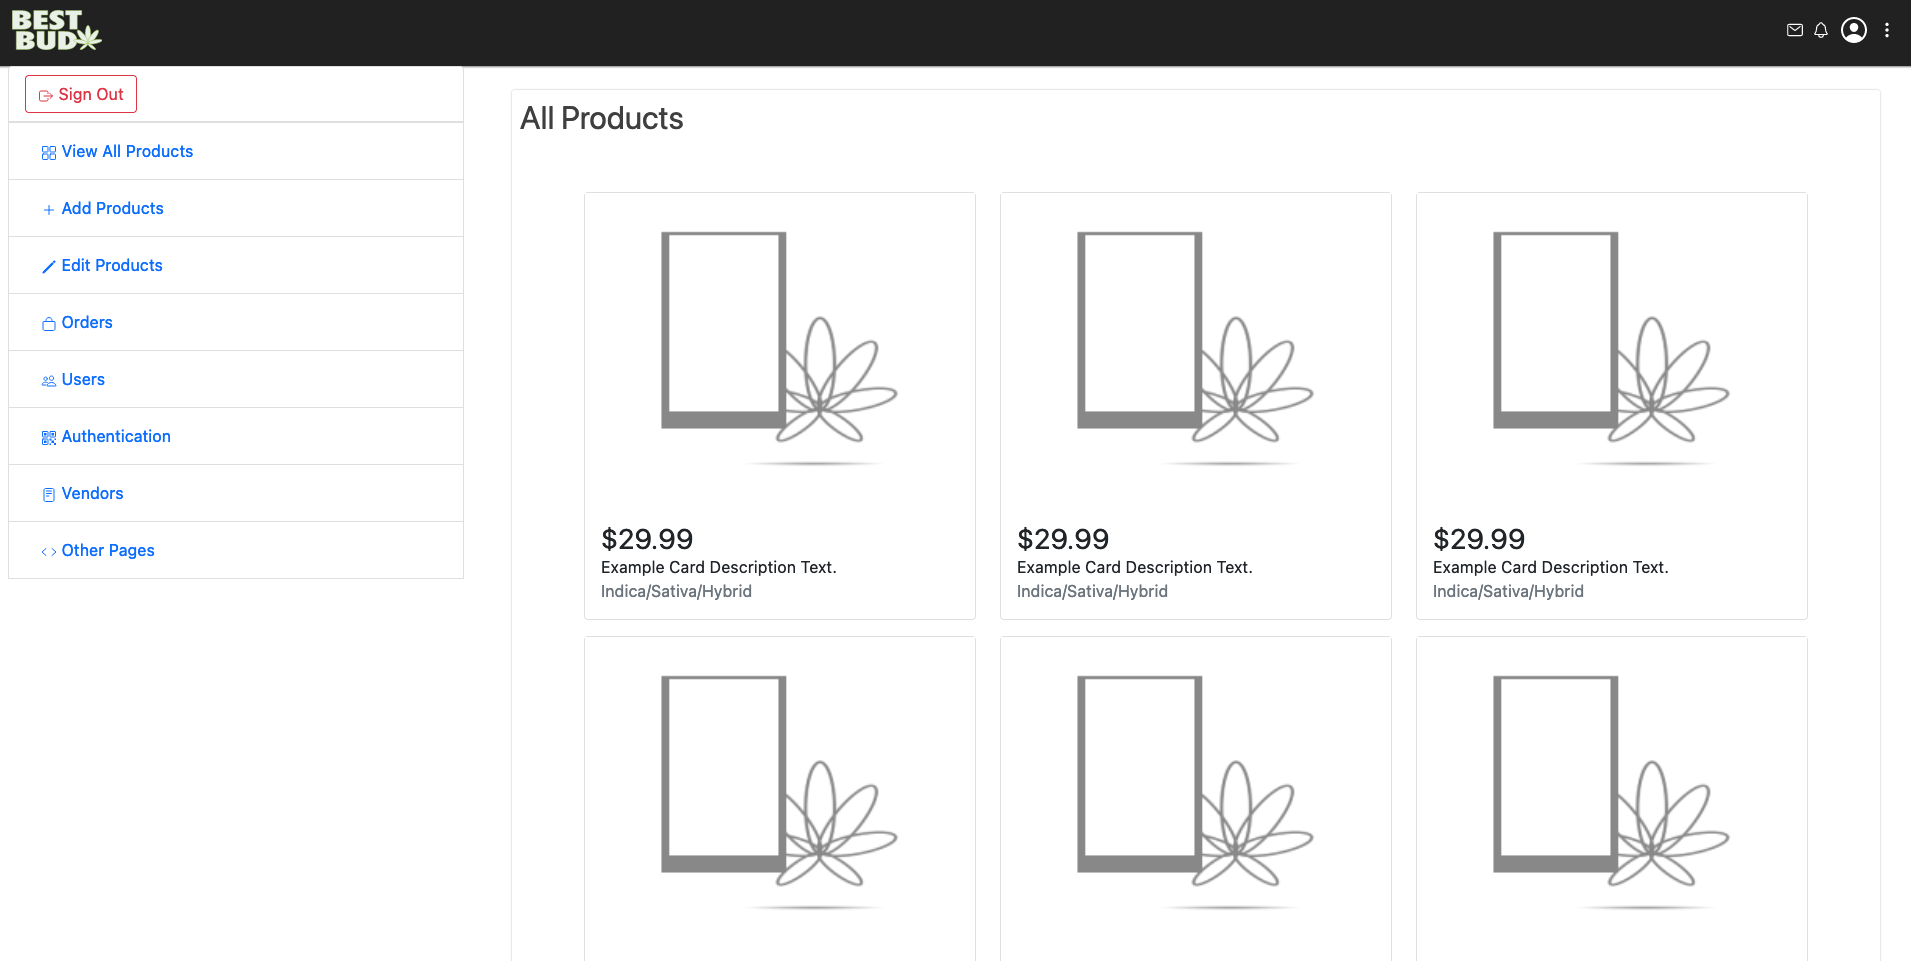 BEST
BUD
Sign Out
View All Products
Add Products
Edit Products
Orders
Users
Authentication
Vendors
Other Pages
All Products
$29.99
Example Card Description Text.
Indica/Sativa/Hybrid
$29.99
Example Card Description Text.
Indica/Sativa/Hybrid
$29.99
Example Card Description Text.
Indica/Sativa/Hybrid